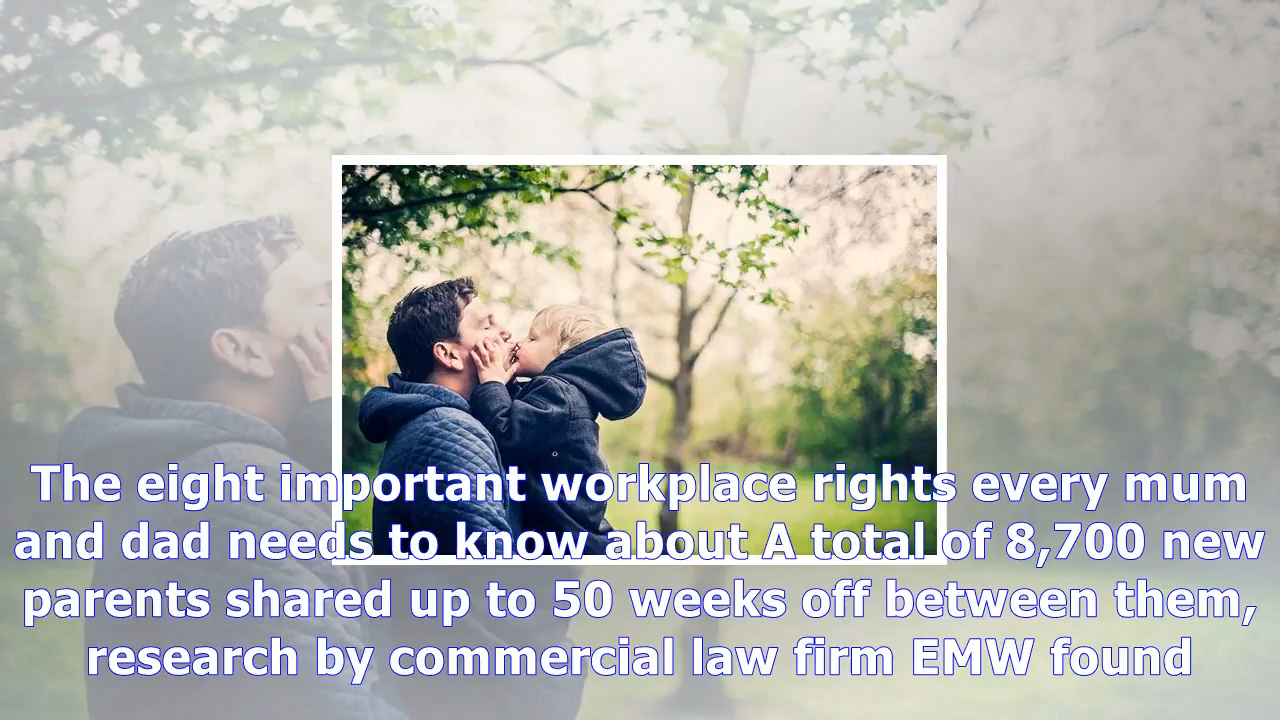 The eight important workplace rights every mum
and dad needs to know about A total of 8,700 new
parents shared up to 50 weeks off between them,
research by commercial law firm EMW found